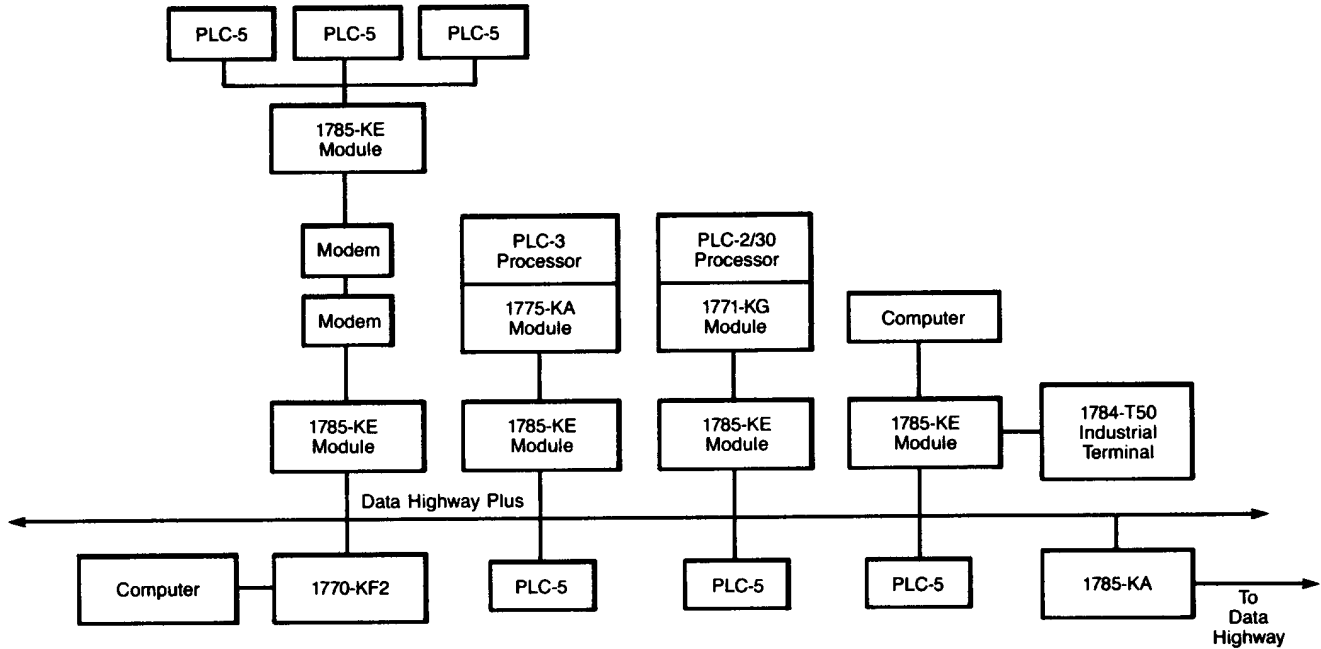 PLC-5
PLC-5
PLC-5
1785-KE
Module
Modem
Modem
PLC-3
Processor
1775-KA
Module
PLC-2/30
Processor
1771-KG
Module
Computer
1785-KE
Module
1785-KE
Module
1785-KE
Module
1785-KE
Module
1784-T50
Industrial
Terminal
Data Highway Plus
Computer
1770-KF2
PLC-5
PLC-5
PLC-5
1785-KA
To
Data
Highway